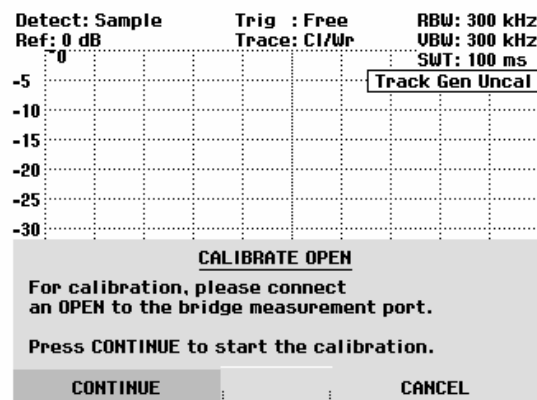 Detect: Sample Trig : Free RBW: 300 kHz
Ref: 0 dB Trace: Cl/Wr VBW: 300 kHz
0 SWT: 100 ms
-5 Track Gen Uncal
-10
-15
-20
-25
-30
CALIBRATE OPEN
For calibration, please connect
an OPEN to the bridge measurement port.
Press CONTINUE to start the calibration.
CONTINUE CANCEL